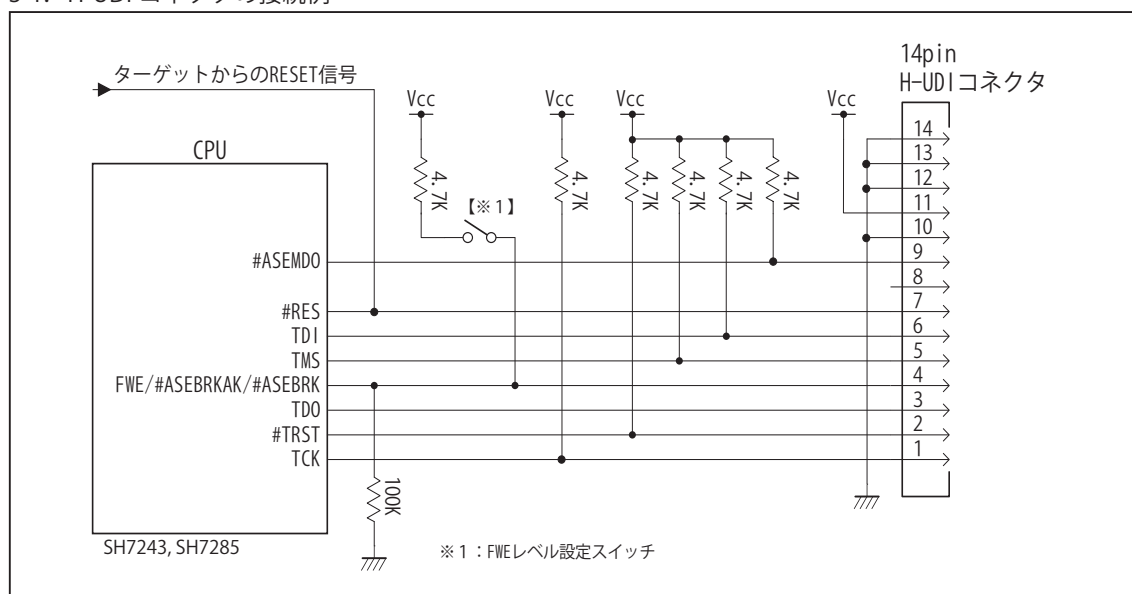 ターゲットからのRESET信号
14pin
H-UDIコネクタ
Vcc
Vcc
Vcc
Vcc
CPU
4.7K
4.7K
4.7K
4.7K
4.7K
4.7K
【※1】
14
13
12
11
10
#ASEMDO
9
8
#RES
7
TDI
6
TMS
5
FWE/#ASEBRKAK/#ASEBRK
4
TDO
3
#TRST
2
TCK
1
100K
SH7243, SH7285
※1：FWEレベル設定スイッチ